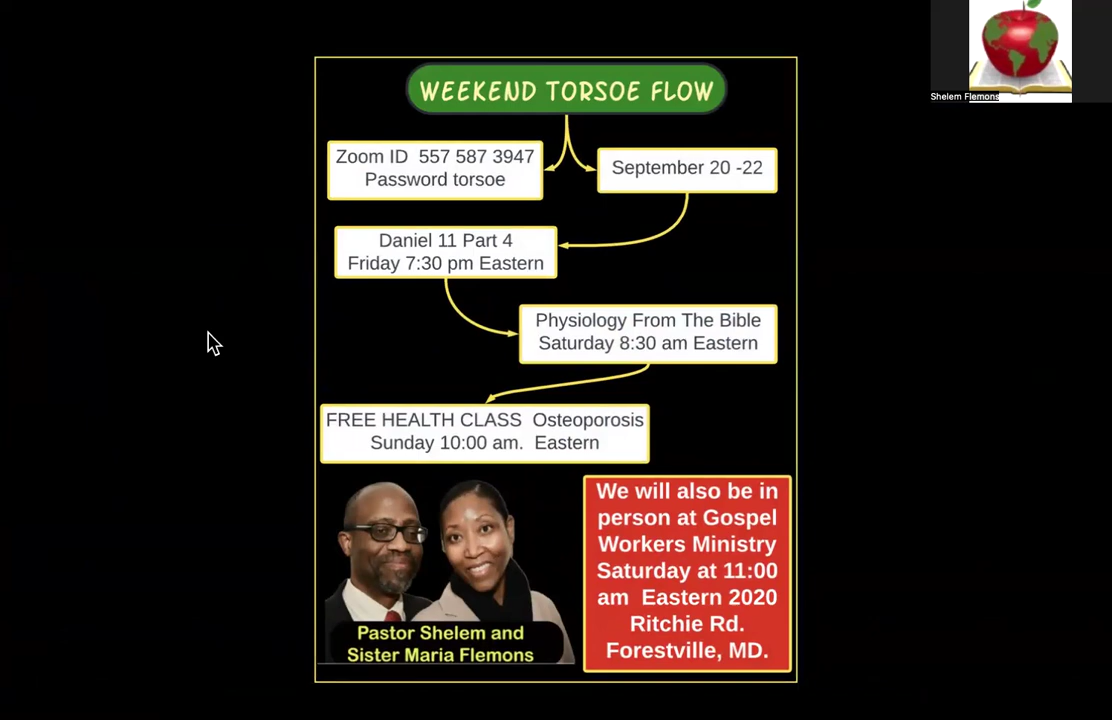 WEEKEND TORSOE FLOW
Shelem Flemons
Zoom ID 557 587 3947
Password torsoe
September 20 -22
Daniel 11 Part 4
Friday 7:30 pm Eastern
Physiology From The Bible
Saturday 8:30 am Eastern
FREE HEALTH CLASS Osteoporosis
Sunday 10:00 am. Eastern
We will also be in
person at Gospel
Workers Ministry
Saturday at 11:00
am Eastern 2020
Ritchie Rd.
Forestville, MD.
Pastor Shelem and
Sister Maria Flemons